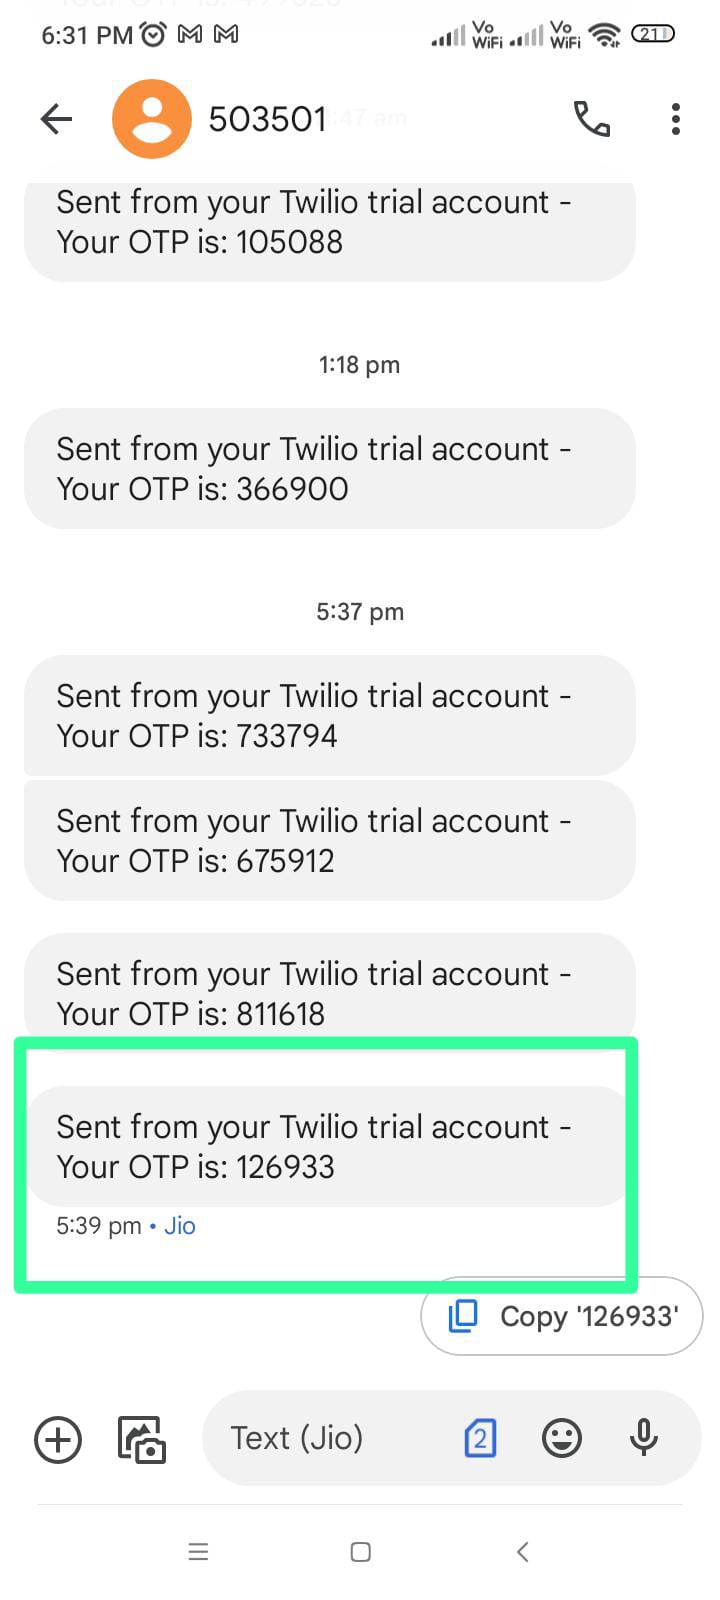 6:31 PM
Vo
WiFi
Vo
WiFi
21
503501
Sent from your Twilio trial account -
Your OTP is: 105088
1:18 pm
Sent from your Twilio trial account -
Your OTP is: 366900
5:37 pm
Sent from your Twilio trial account -
Your OTP is: 733794
Sent from your Twilio trial account -
Your OTP is: 675912
Sent from your Twilio trial account -
Your OTP is: 811618
Sent from your Twilio trial account -
Your OTP is: 126933
5:39 pm • Jio
Copy '126933'
Text (Jio)
2